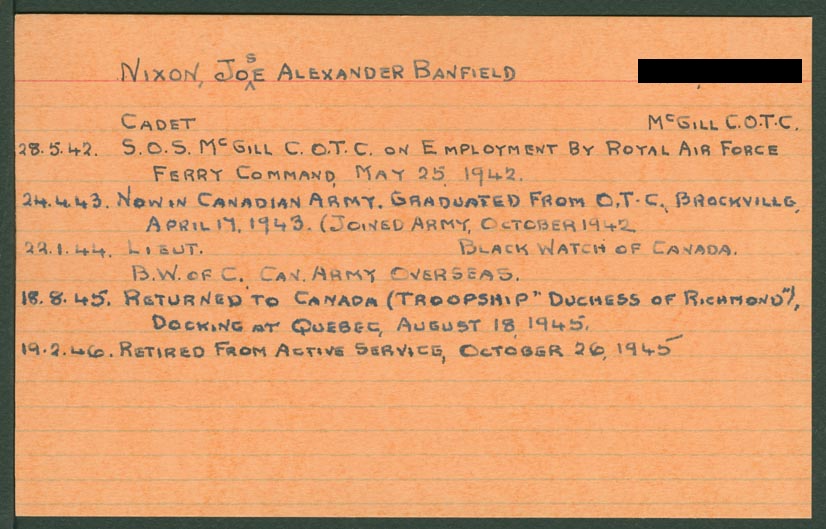 NIXON, JOSE ALEXANDER BANFIELD
CADET McGILL C.O.T.C.
28.5.42. S.O.S. McGILL C.O.T.C. ON EMPLOYMENT BY ROYAL AIR FORCE
FERRY COMMAND, MAY 25, 1942.
24.4.43. NOW IN CANADIAN ARMY. GRADUATED FROM O.T.C., BROCKVILLE,
APRIL 17, 1943. (JOINED ARMY, OCTOBER 1942
22.1.44. LIEUT. BLACK WATCH OF CANADA.
B.W. OF C., CAN. ARMY OVERSEAS.
18.8.45. RETURNED TO CANADA (TROOPSHIP "DUCHESS OF RICHMOND"),
DOCKING AT QUEBEC, AUGUST 18, 1945.
19.2.46. RETIRED FROM ACTIVE SERVICE, OCTOBER 26, 1945